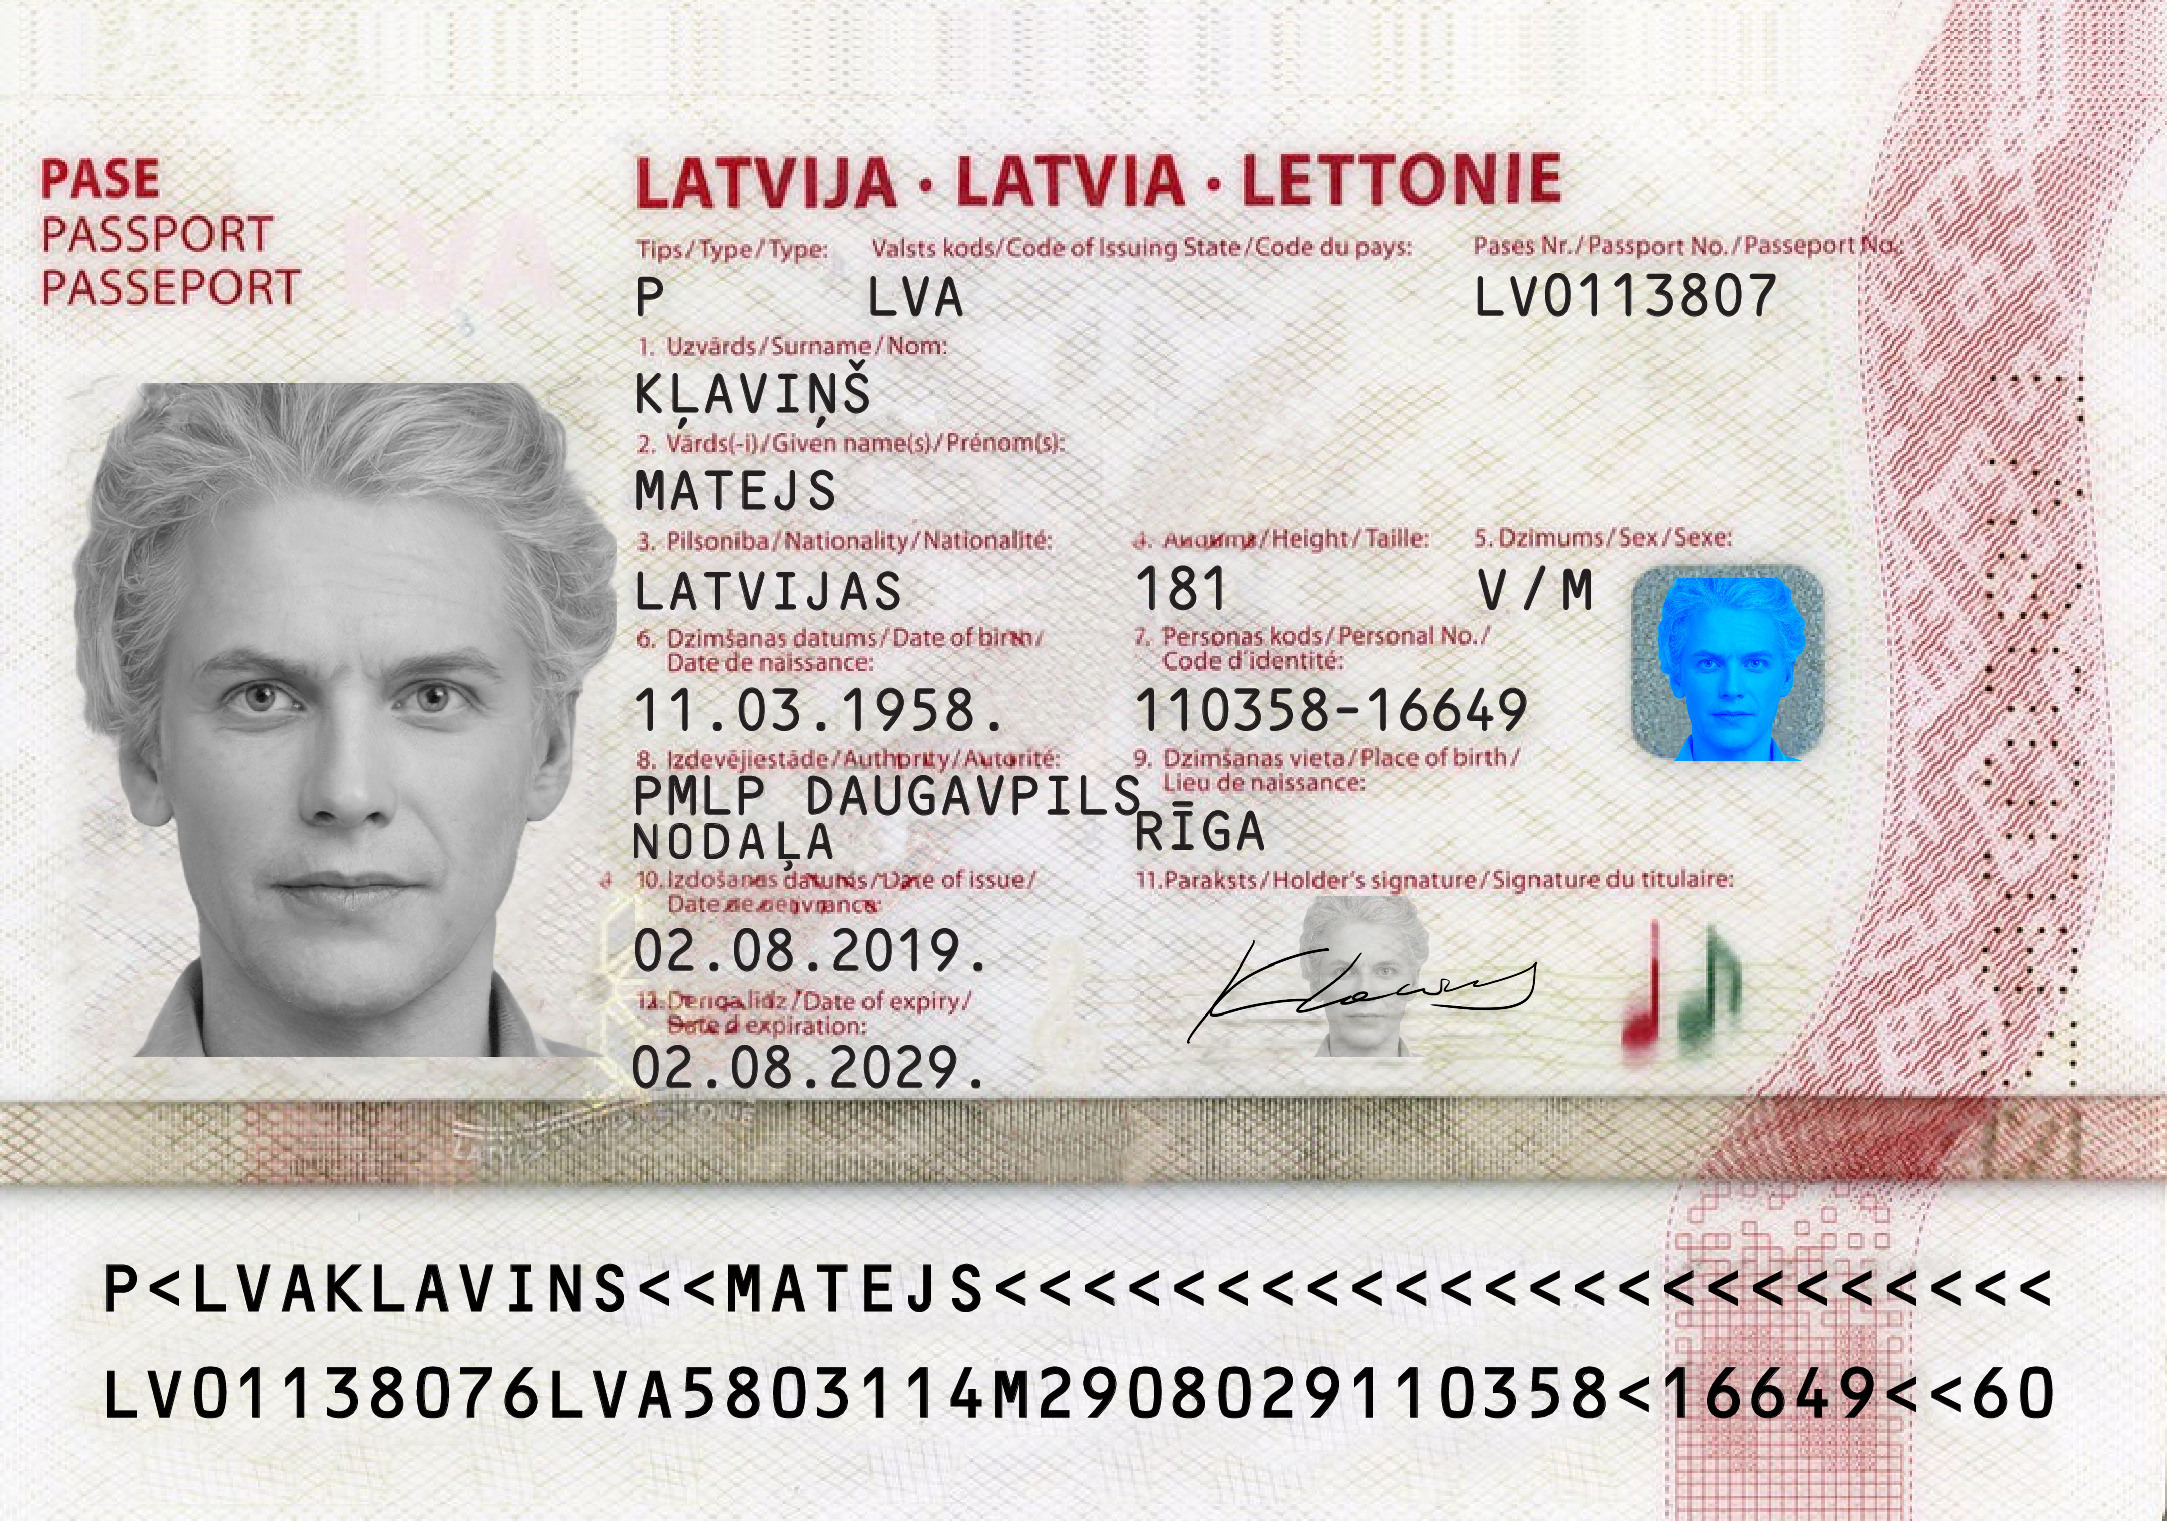 PASE
PASSPORT
PASSEPORT
LVA
LATVIJA · LATVIA · LETTONIE
Tips/Type/Type: Valsts kods/Code of Issuing State/Code du pays: Pases Nr./Passport No./Passeport No.:
P LVA LV0113807
1. Uzvārds/Surname/Nom:
KĻAVIŅŠ
2. Vārds(-i)/Given name(s)/Prénom(s):
MATEJS
3. Pilsonība/Nationality/Nationalité: 4. /Height/Taille: 5. Dzimums/Sex/Sexe:
LATVIJAS 181 V/M
6. Dzimšanas datums/Date of birth/ 7. Personas kods/Personal No./
Date de naissance: Code d'identité:
11.03.1958. 110358-16649
8. Izdevējiestāde/Authority/Autorité: 9. Dzimšanas vieta/Place of birth/
Lieu de naissance:
PMLP DAUGAVPILS
NODAĻA RĪGA
10. Izdošanas datums/Date of issue/ 11. Paraksts/Holder's signature/Signature du titulaire:
Date de
02.08.2019.
12. /Date of expiry/
Date d'expiration:
02.08.2029.
P<LVAKLAVINS<<MATEJS<<<<<<<<<<<<<<<<<<<<<<<<
LV01138076LVA5803114M2908029110358<16649<<60